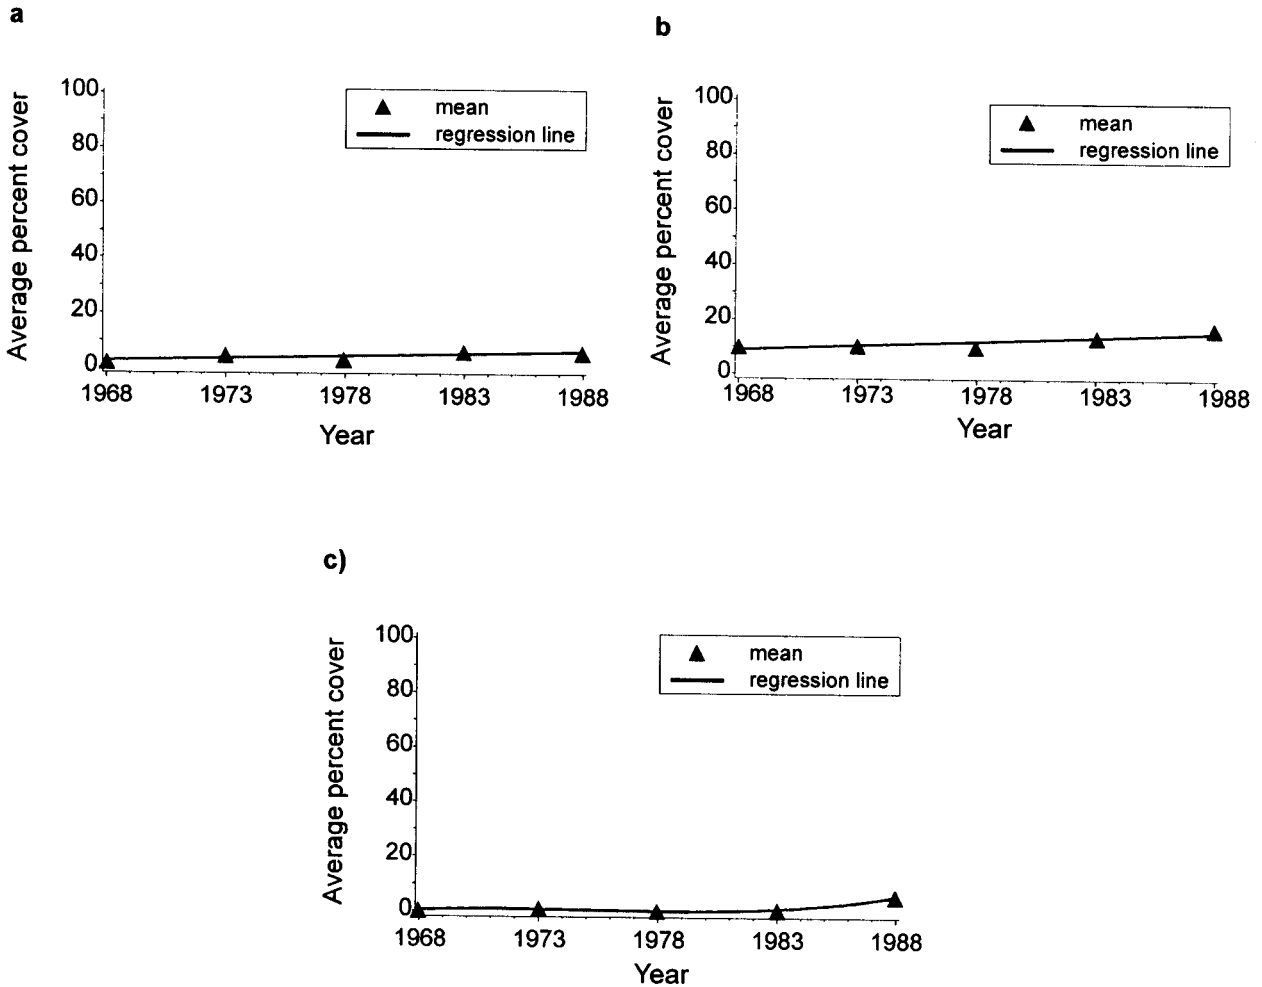 a
Average percent cover
100
80
60
40
20
0
mean
regression line
1968 1973 1978 1983 1988
Year
b
Average percent cover
100
80
60
40
20
0
mean
regression line
1968 1973 1978 1983 1988
Year
c)
Average percent cover
100
80
60
40
20
0
mean
regression line
1968 1973 1978 1983 1988
Year